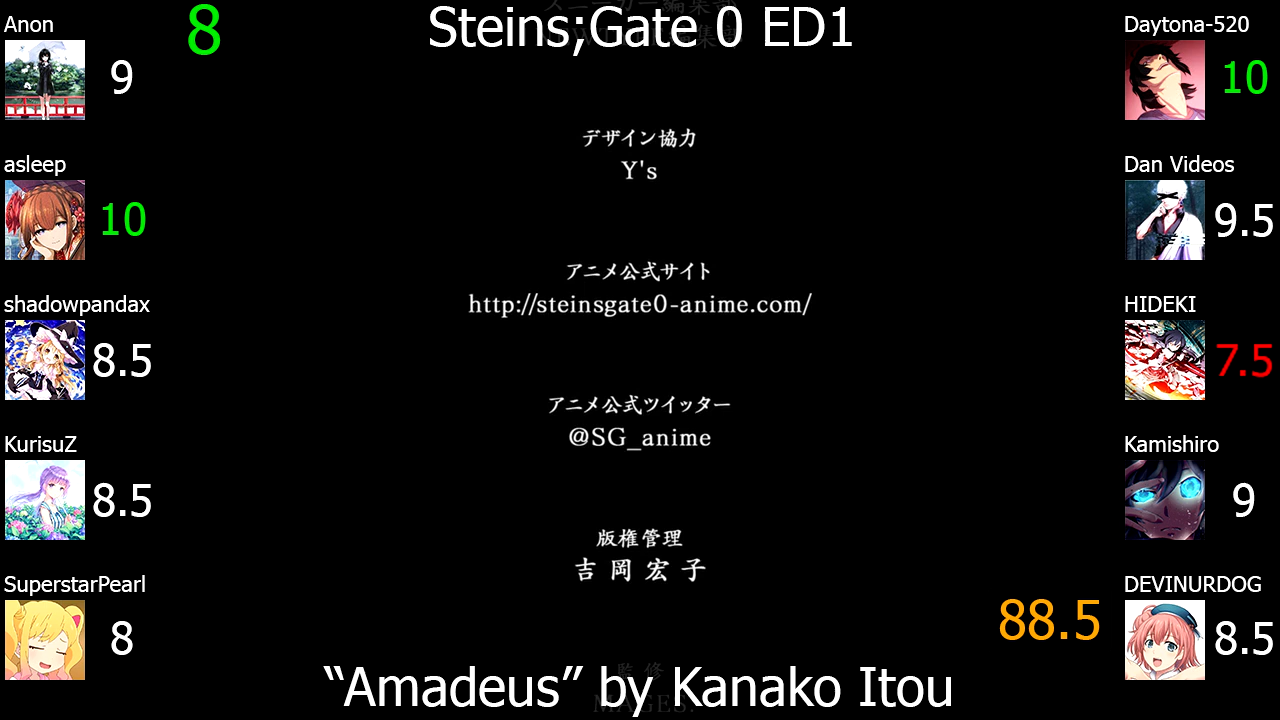 Anon
9
asleep
10
shadowpandax
8.5
KurisuZ
8.5
SuperstarPearl
8
8
Steins;Gate 0 ED1
デザイン協力
Y's
アニメ公式サイト
http://steinsgate0-anime.com/
アニメ公式ツイッター
@SG_anime
版権管理
吉岡宏子
監修
MAGES.
“Amadeus” by Kanako Itou
Daytona-520
10
Dan Videos
9.5
HIDEKI
7.5
Kamishiro
9
DEVINURDOG
8.5
88.5